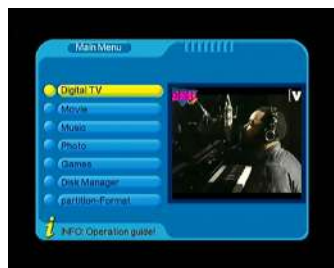 Main Menu
Digital TV
Movie
Music
Photo
Games
Disk Manager
partition-Format
INFO: Operation guide!